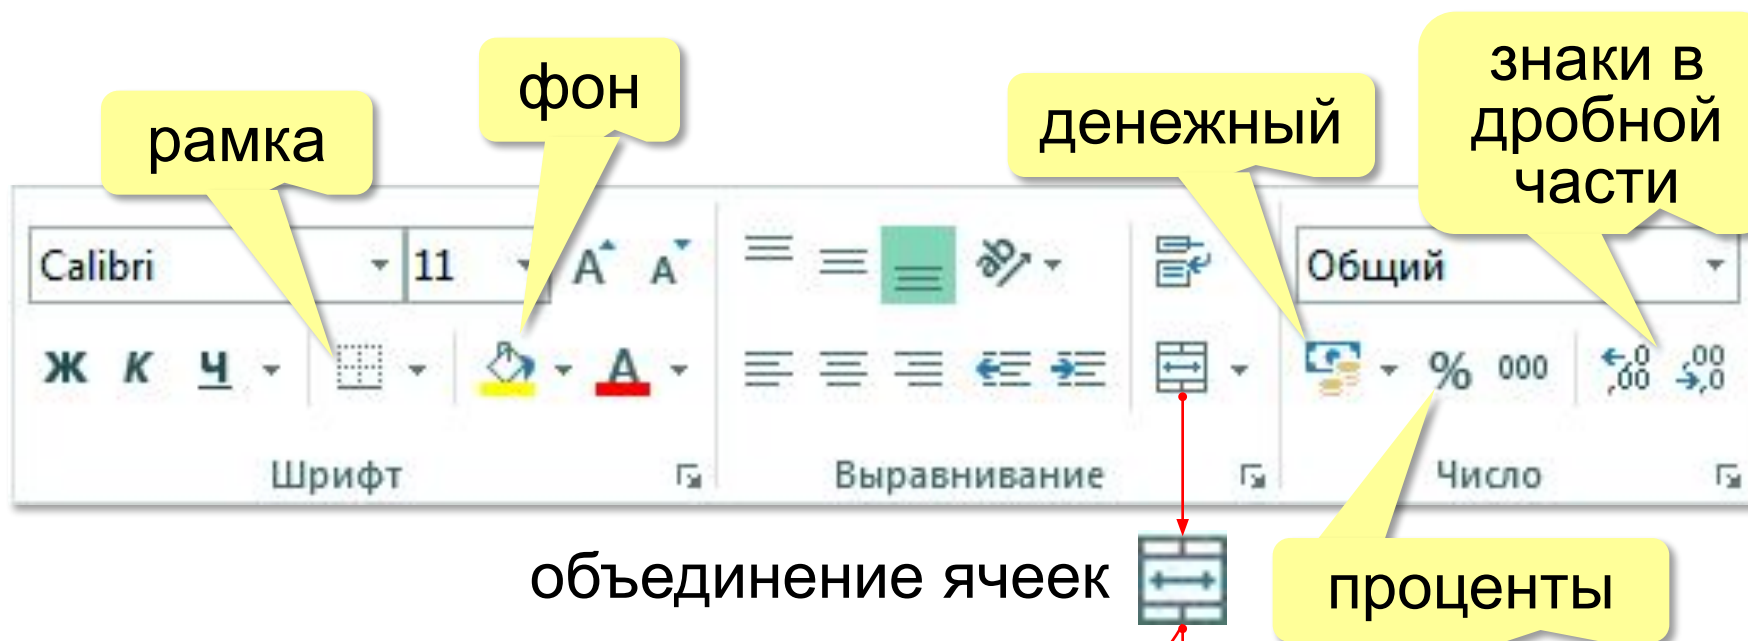 знаки в
дробной
части
фон
денежный
рамка
Calibri
11
A A
ab
Общий
Ж К Ч
A
% 000
,0 ,00
,00 ,0
Шрифт
Выравнивание
Число
объединение ячеек
проценты